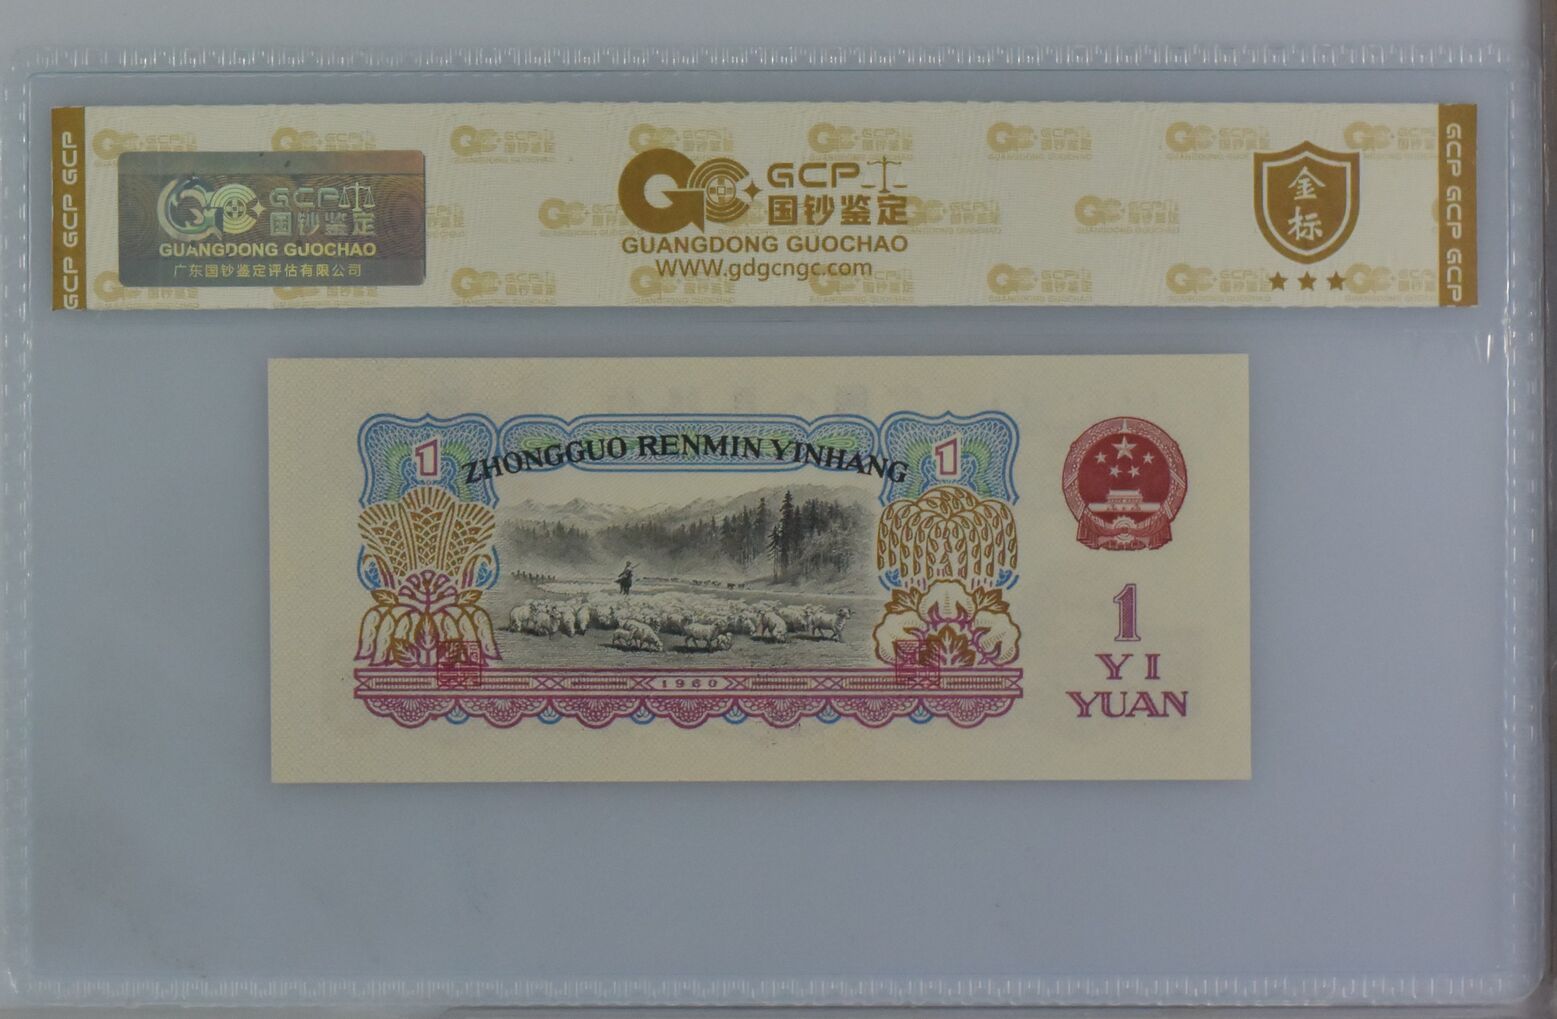 GCP GCP GCP
GCP
国钞鉴定
GUANGDONG GUOCHAO
广东国钞鉴定评估有限公司
GCP
国钞鉴定
GUANGDONG GUOCHAO
WWW.gdgcngc.com
金
标
GCP GCP GCP
ZHONGGUO RENMIN YINHANG
1
1
1960
1
YI
YUAN